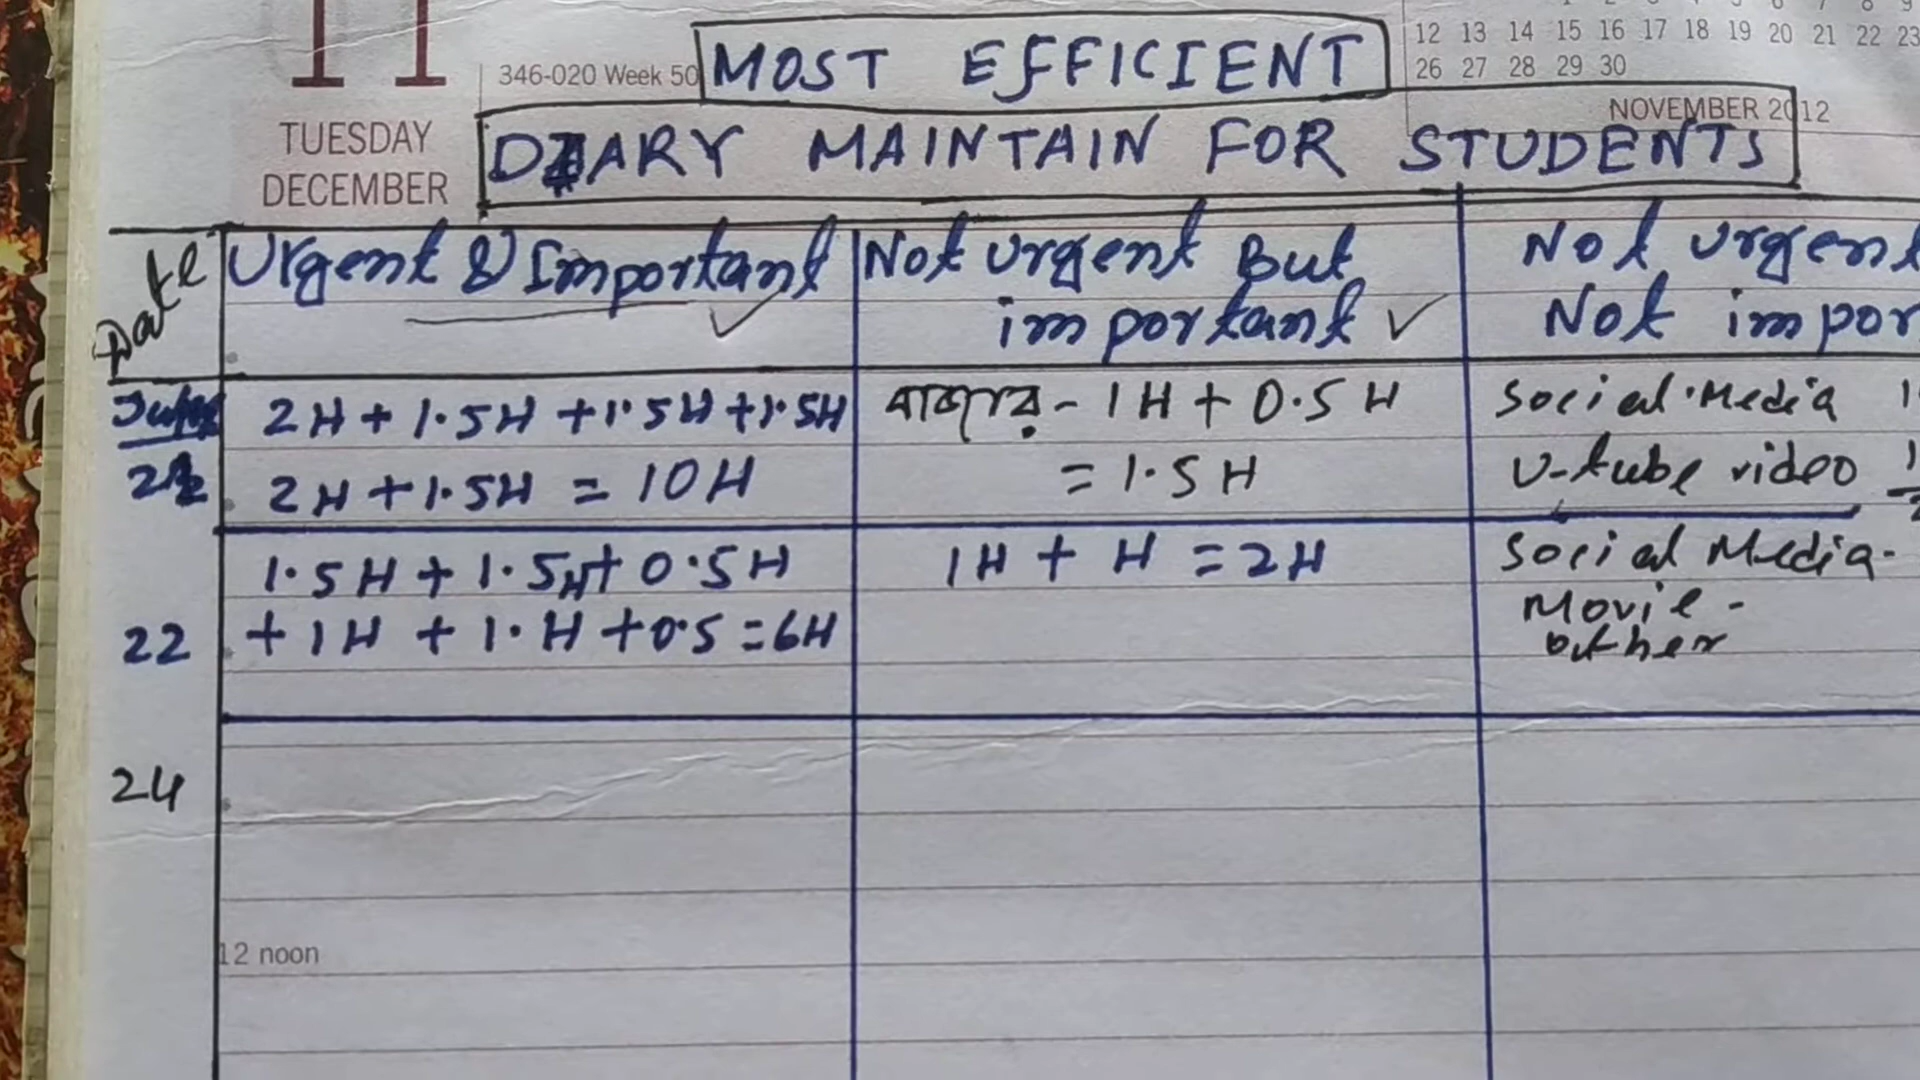 11
TUESDAY
DECEMBER
346-020 Week 50
12 13 14 15 16 17 18 19 20 21 22 23
26 27 28 29 30
NOVEMBER 2012
MOST EFFICIENT
DIARY MAINTAIN FOR STUDENTS
Date
Urgent & Important
Not urgent But
important
Not urgent
Not impor
2H + 1.5H + 1.5H + 1.5H
2H + 1.5H = 10H
বাজার - 1H + 0.5H
= 1.5H
Social Media
U-tube video
22
1.5H + 1.5H + 0.5H
+ 1H + 1.H + 0.5 = 6H
1H + H = 2H
Social Media -
Movie -
other
24
12 noon